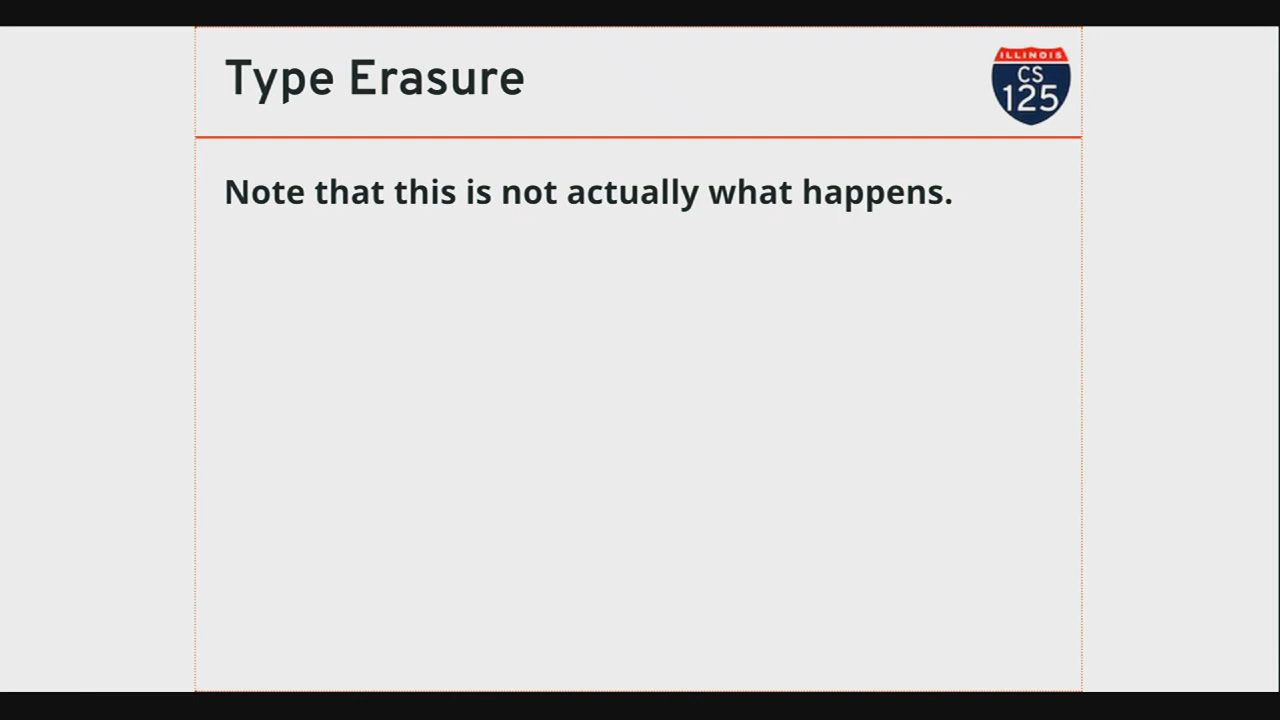 Type Erasure
ILLINOIS
CS
125
Note that this is not actually what happens.